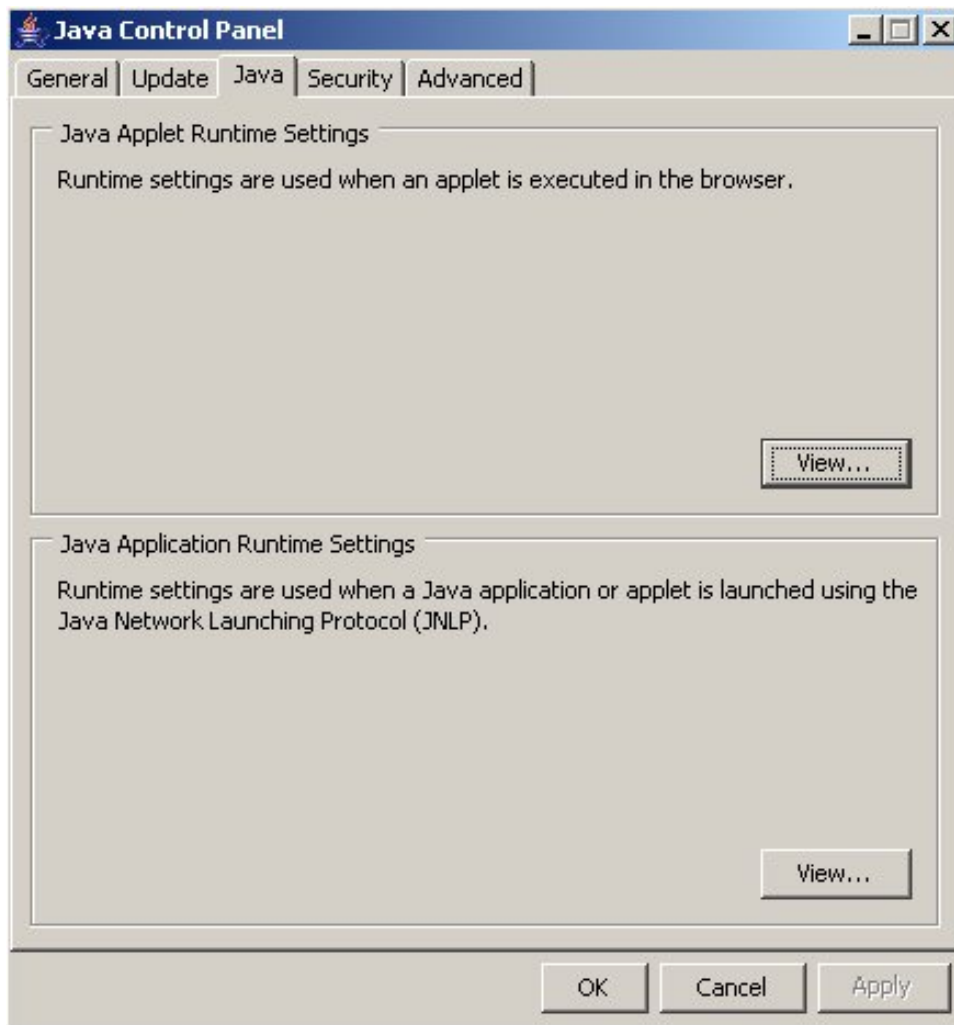 Java Control Panel
General Update Java Security Advanced
Java Applet Runtime Settings
Runtime settings are used when an applet is executed in the browser.
View...
Java Application Runtime Settings
Runtime settings are used when a Java application or applet is launched using the
Java Network Launching Protocol (JNLP).
View...
OK Cancel Apply